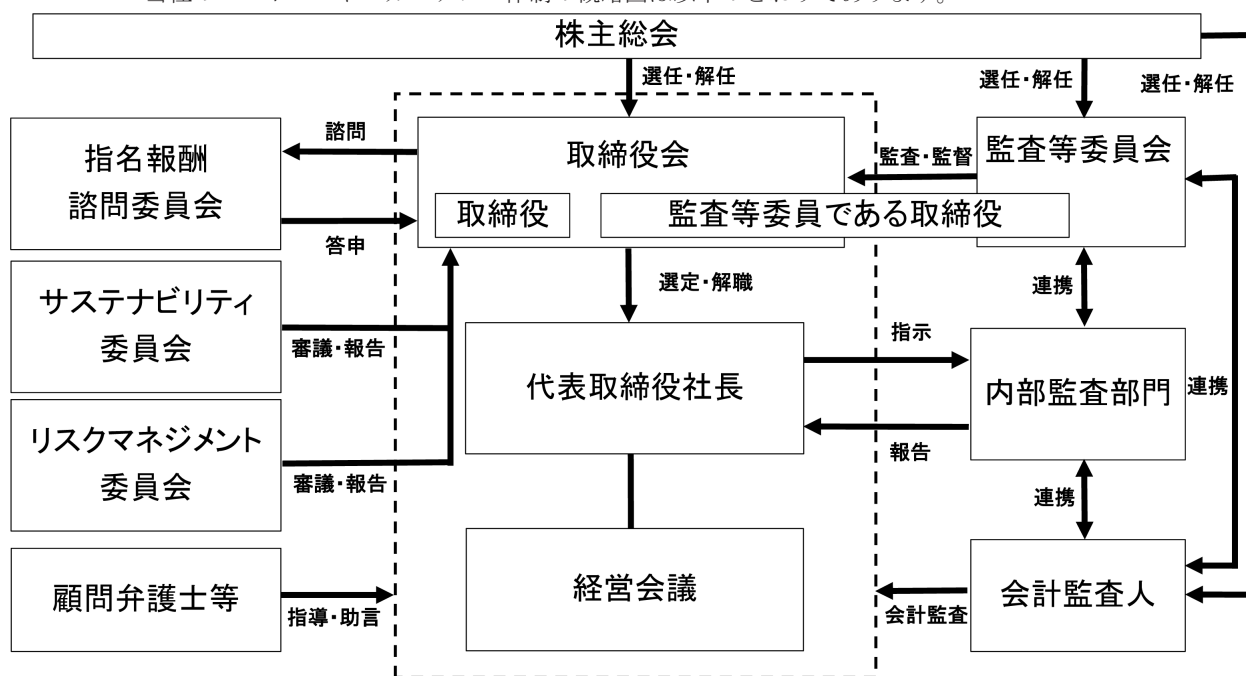 株主総会
選任・解任
選任・解任
選任・解任
指名報酬
諮問委員会
諮問
答申
取締役会
取締役
監査等委員である取締役
監査・監督
監査等委員会
サステナビリティ
委員会
審議・報告
選定・解職
連携
リスクマネジメント
委員会
審議・報告
代表取締役社長
指示
報告
内部監査部門
連携
連携
顧問弁護士等
指導・助言
経営会議
会計監査
会計監査人